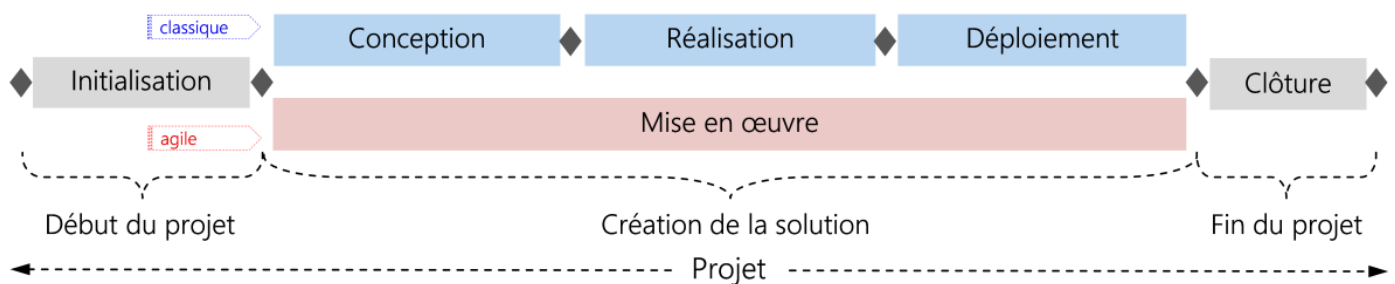 classique
Conception
Réalisation
Déploiement
Initialisation
Clôture
agile
Mise en œuvre
Début du projet
Création de la solution
Fin du projet
Projet